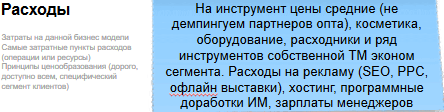 Расходы
Затраты на данной бизнес модели
Самые затратные пункты расходов
(операции или ресурсы)
Принципы ценообразования (дорого,
доступно всем, специфический
сегмент клиентов)
На инструмент цены средние (не
демпингуем партнеров опта), косметика,
оборудование, расходники и ряд
инструментов собственной ТМ эконом
сегмента. Расходы на рекламу (SEO, PPC,
офлайн выставки), хостинг, программные
доработки ИМ, зарплаты менеджеров